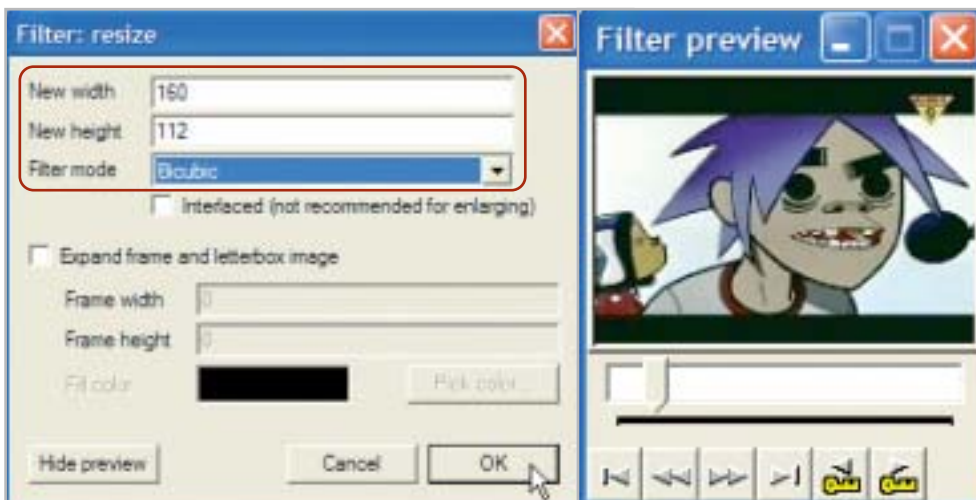 Filter: resize
New width 160
New height 112
Filter mode Bicubic
Interlaced (not recommended for enlarging)
Expand frame and letterbox image
Frame width 0
Frame height 0
Fill color Pick color...
Hide preview Cancel OK
Filter preview